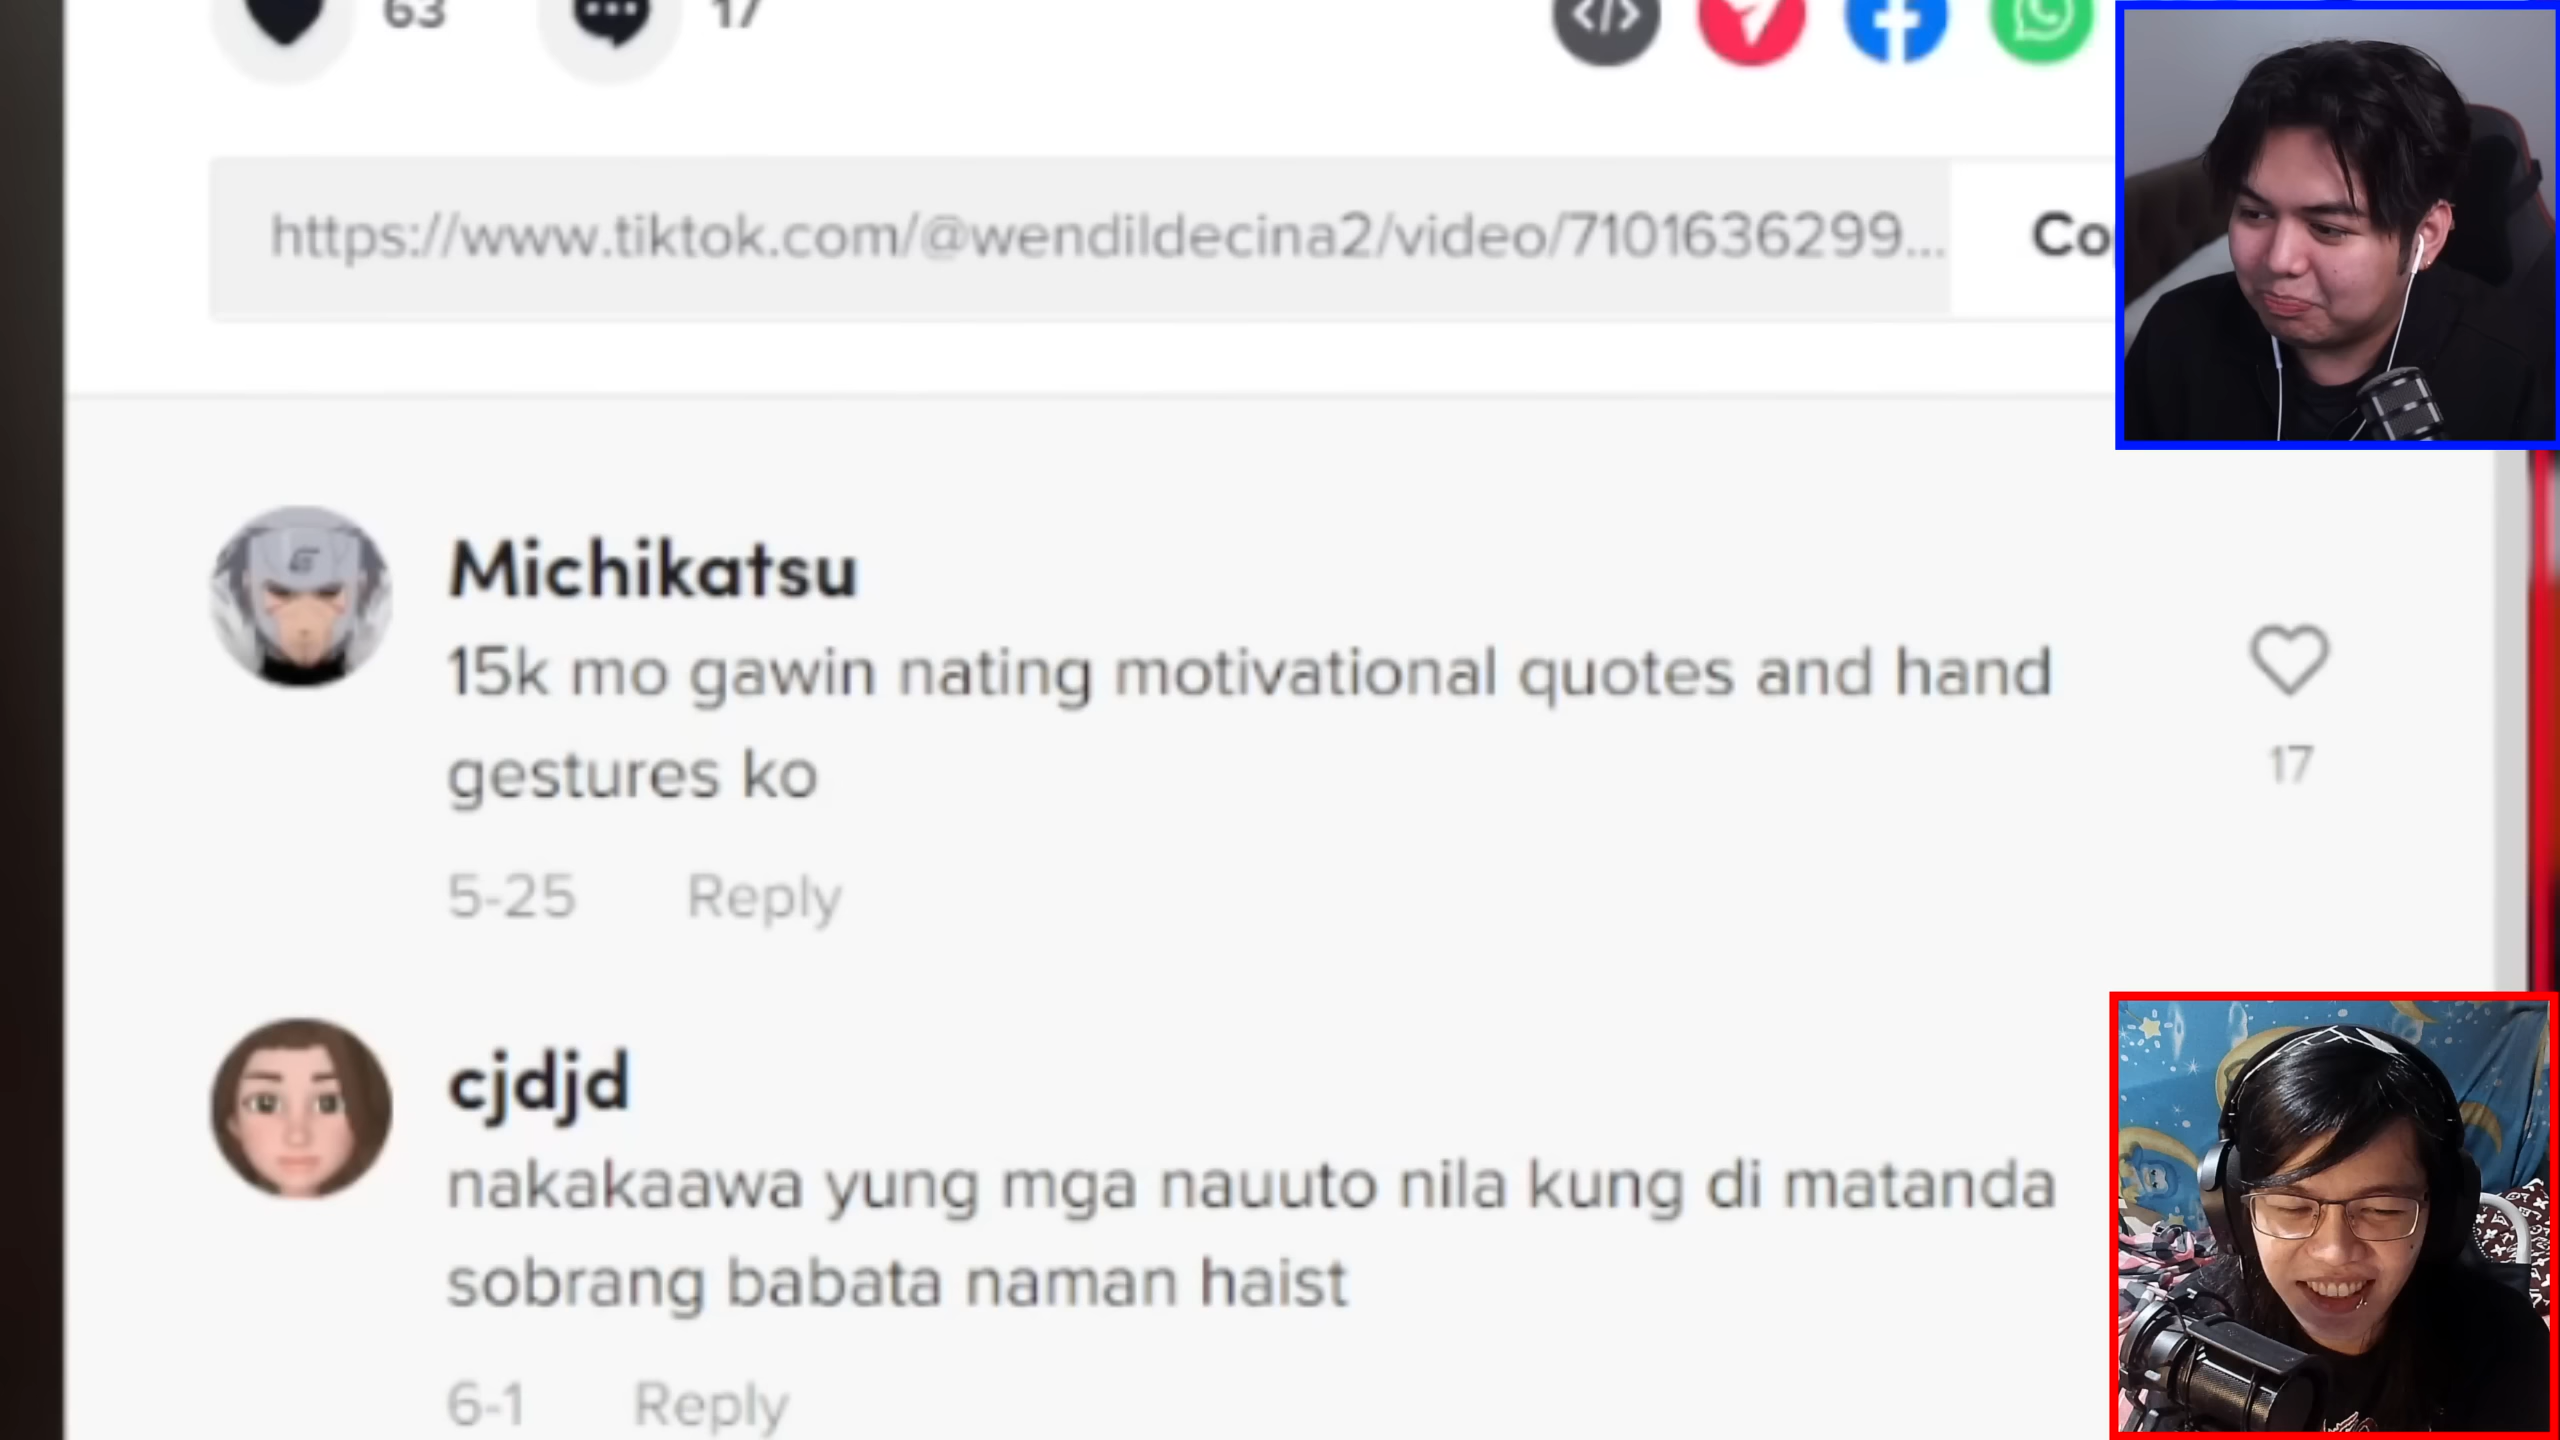 63
17
https://www.tiktok.com/@wendildecina2/video/7101636299...
Michikatsu
15k mo gawin nating motivational quotes and hand
gestures ko
17
5-25 Reply
cjdjd
nakakaawa yung mga nauuto nila kung di matanda
sobrang babata naman haist
6-1 Reply